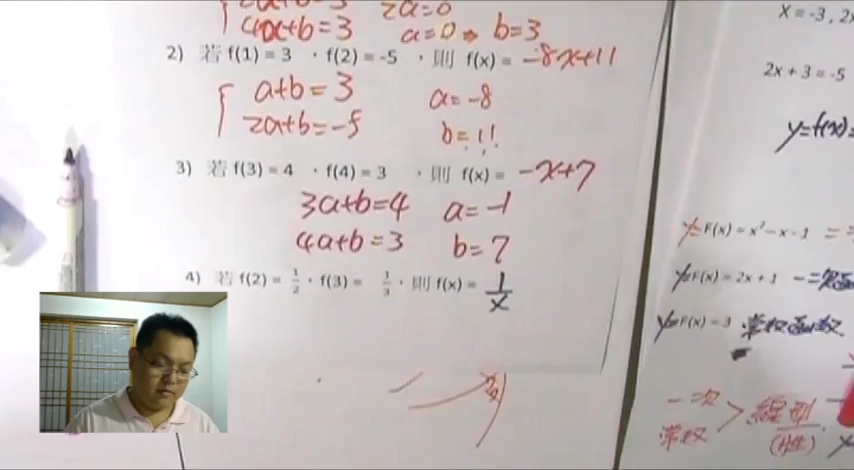 4a+b=3 a=0 → b=3
2) 若 f(1) = 3 ，f(2) = -5 ，則 f(x) = -8x+11
a+b=3 a=-8
2a+b=-5 b=11
3) 若 f(3) = 4 ，f(4) = 3 ，則 f(x) = -x+7
3a+b=4 a=-1
4a+b=3 b=7
4) 若 f(2) = 1/2，f(3) = 1/3，則 f(x) = 1/x
X = -3, 2x
2x + 3 = -5
y=f(x)=
y=F(x) = x² - x - 1 =
y=F(x) = 2x + 1 一次函
y=F(x) = 3 常數函數
一次
常數 > 線型